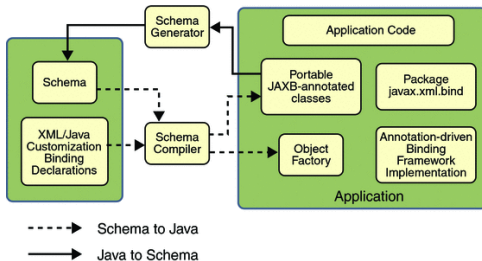 Schema
Generator
Application Code
Schema
Portable
JAXB-annotated
classes
Package
javax.xml.bind
XML/Java
Customization
Binding
Declarations
Schema
Compiler
Object
Factory
Annotation-driven
Binding
Framework
Implementation
Application
Schema to Java
Java to Schema